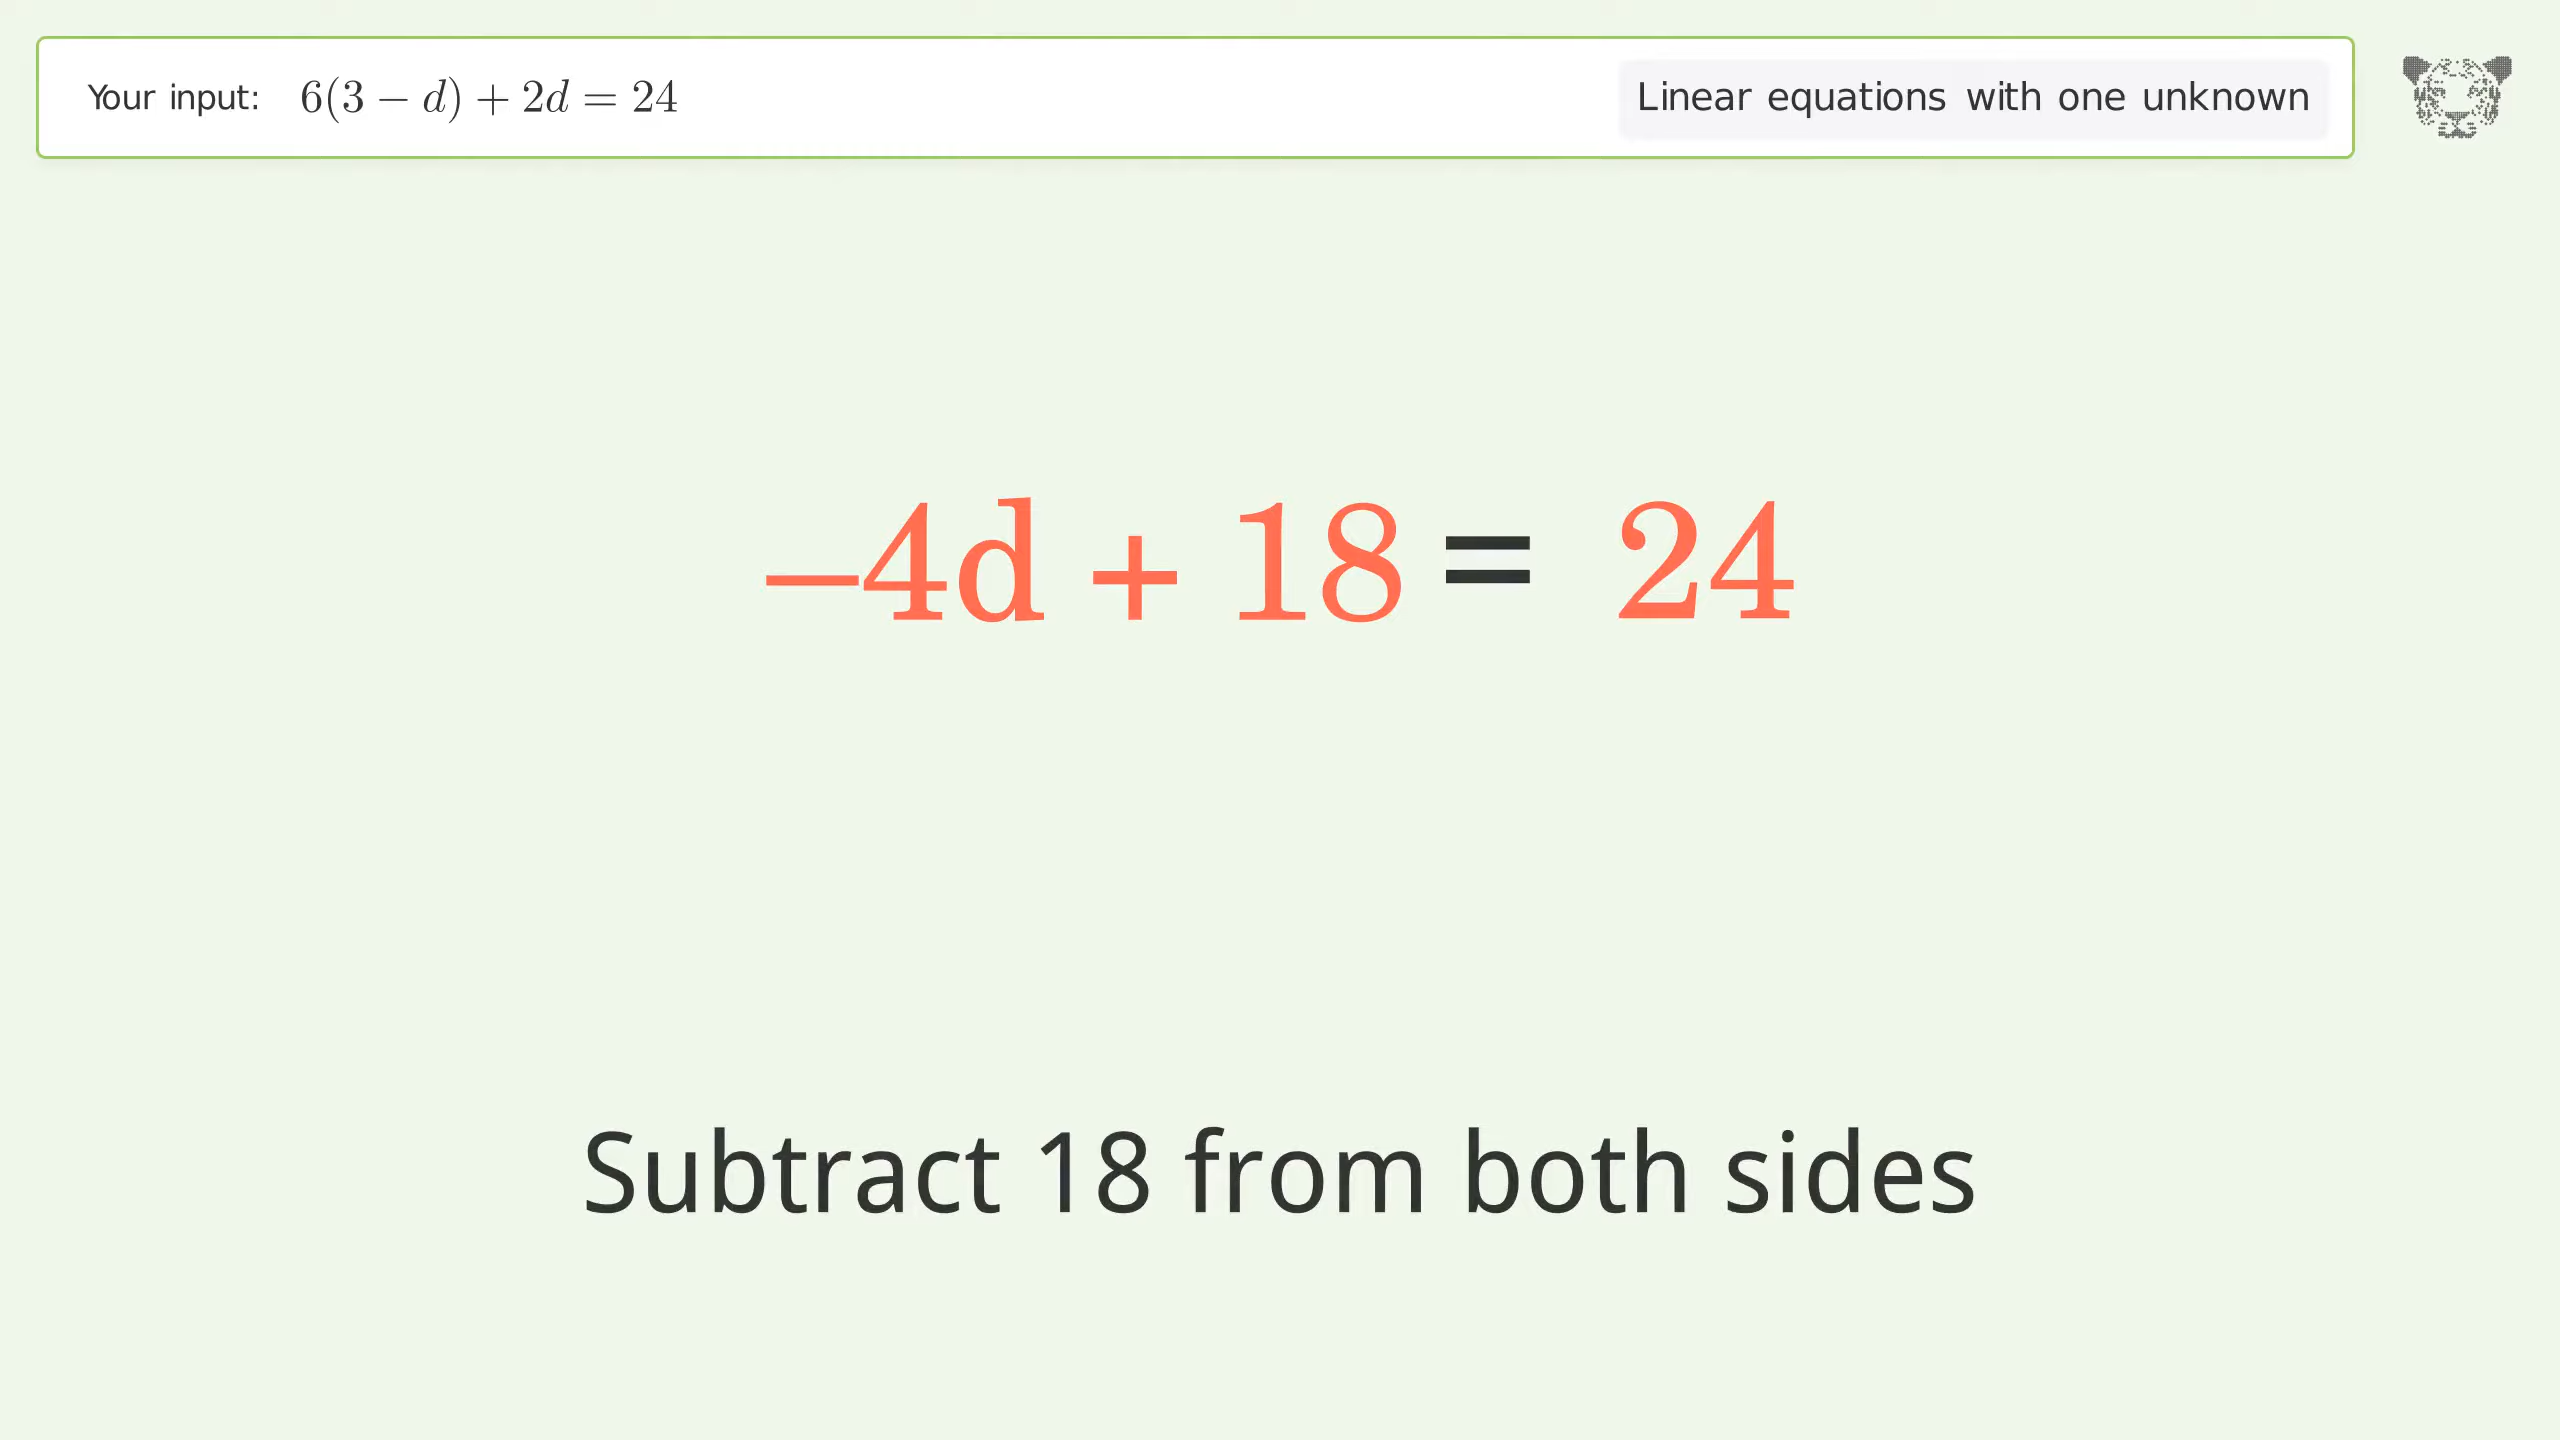 Your input: 6(3 − d) + 2d = 24
Linear equations with one unknown
−4d + 18 = 24
Subtract 18 from both sides